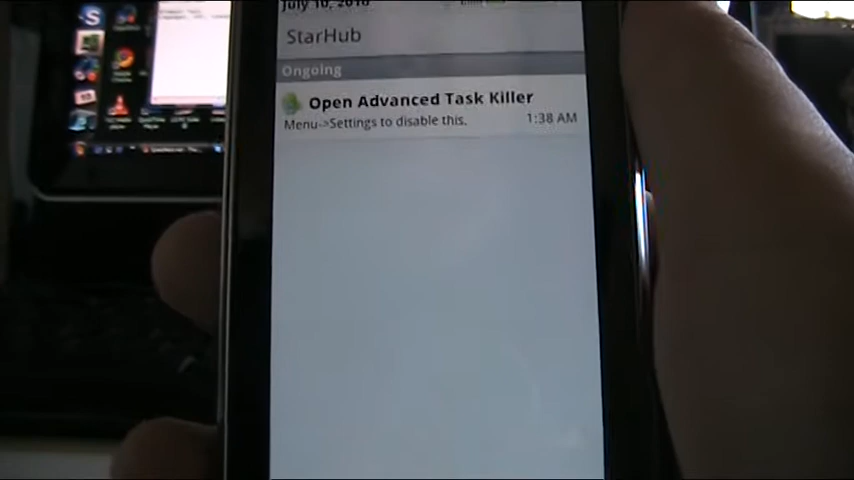 July 10, 2010
StarHub
Ongoing
Open Advanced Task Killer
Menu->Settings to disable this.
1:38 AM